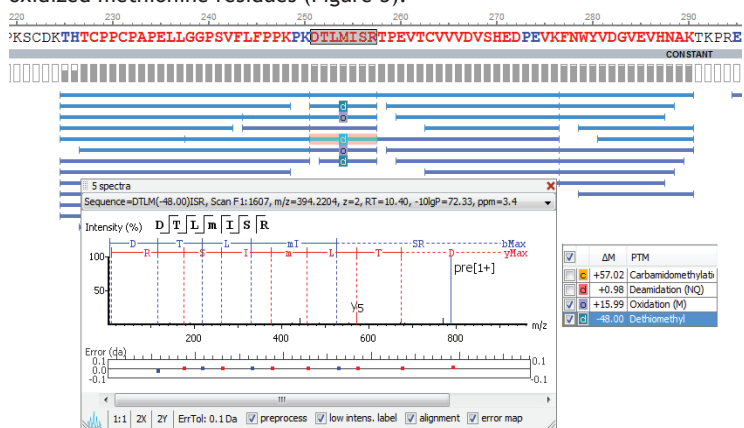 oxidized methionine residues (Figure 5).
220 230 240 250 260 270 280 290
PKSCDKTHTCPPCPAPELLGGPSVFLFPPKPKDTLMISRTPEVTCVVVDVSHEDPEVKFNWYVDGVEVHNAKTKPRE
CONSTANT
d
o
d
o
d
5 spectra
Sequence=DTLM(-48.00)ISR, Scan F1:1607, m/z=394.2204, z=2, RT=10.40, -10lgP=72.33, ppm=3.4
Intensity (%) D T L m I S R
D T L mI SR bMax
R S I m L T D yMax
100
pre[1+]
50
y5
m/z
200 400 600 800
Error (da)
0.1 0.1
0.0
-0.1 -0.1
1:1 2X 2Y ErrTol: 0.1 Da preprocess low intens. label alignment error map
ΔM PTM
c +57.02 Carbamidomethylati
d +0.98 Deamidation (NQ)
o +15.99 Oxidation (M)
d -48.00 Dethiomethyl